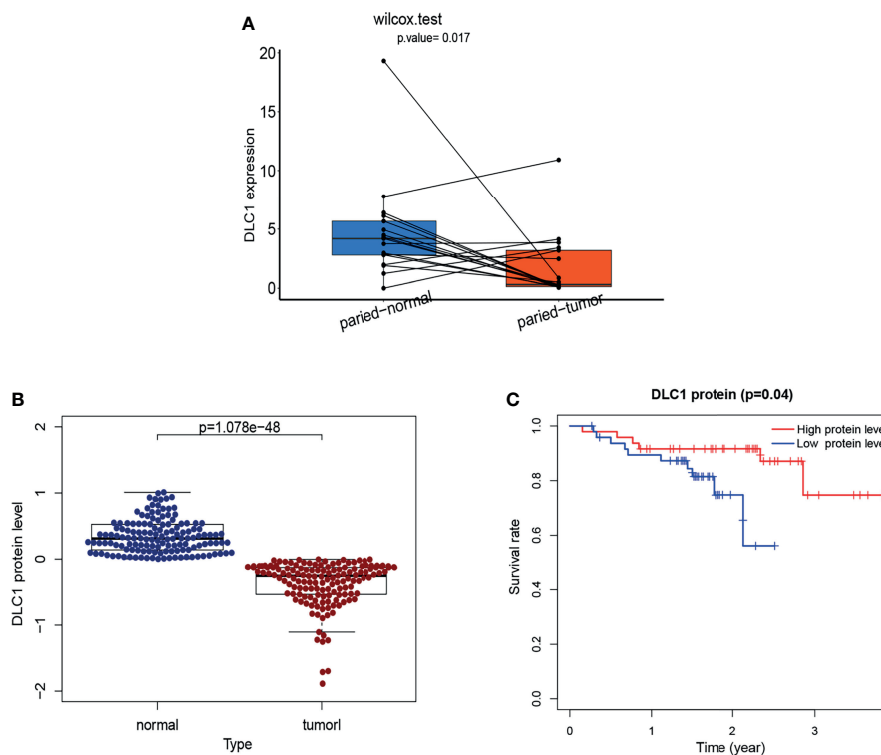 A
wilcox.test
p.value= 0.017
20
15
10
5
0
DLC1 expression
paried-normal
paried-tumor
B
p=1.078e-48
2
1
0
-1
-2
DLC1 protein level
normal
tumorl
Type
C
DLC1 protein (p=0.04)
High protein level
Low protein level
1.0
0.8
0.6
0.4
0.2
0.0
Survival rate
0
1
2
3
Time (year)